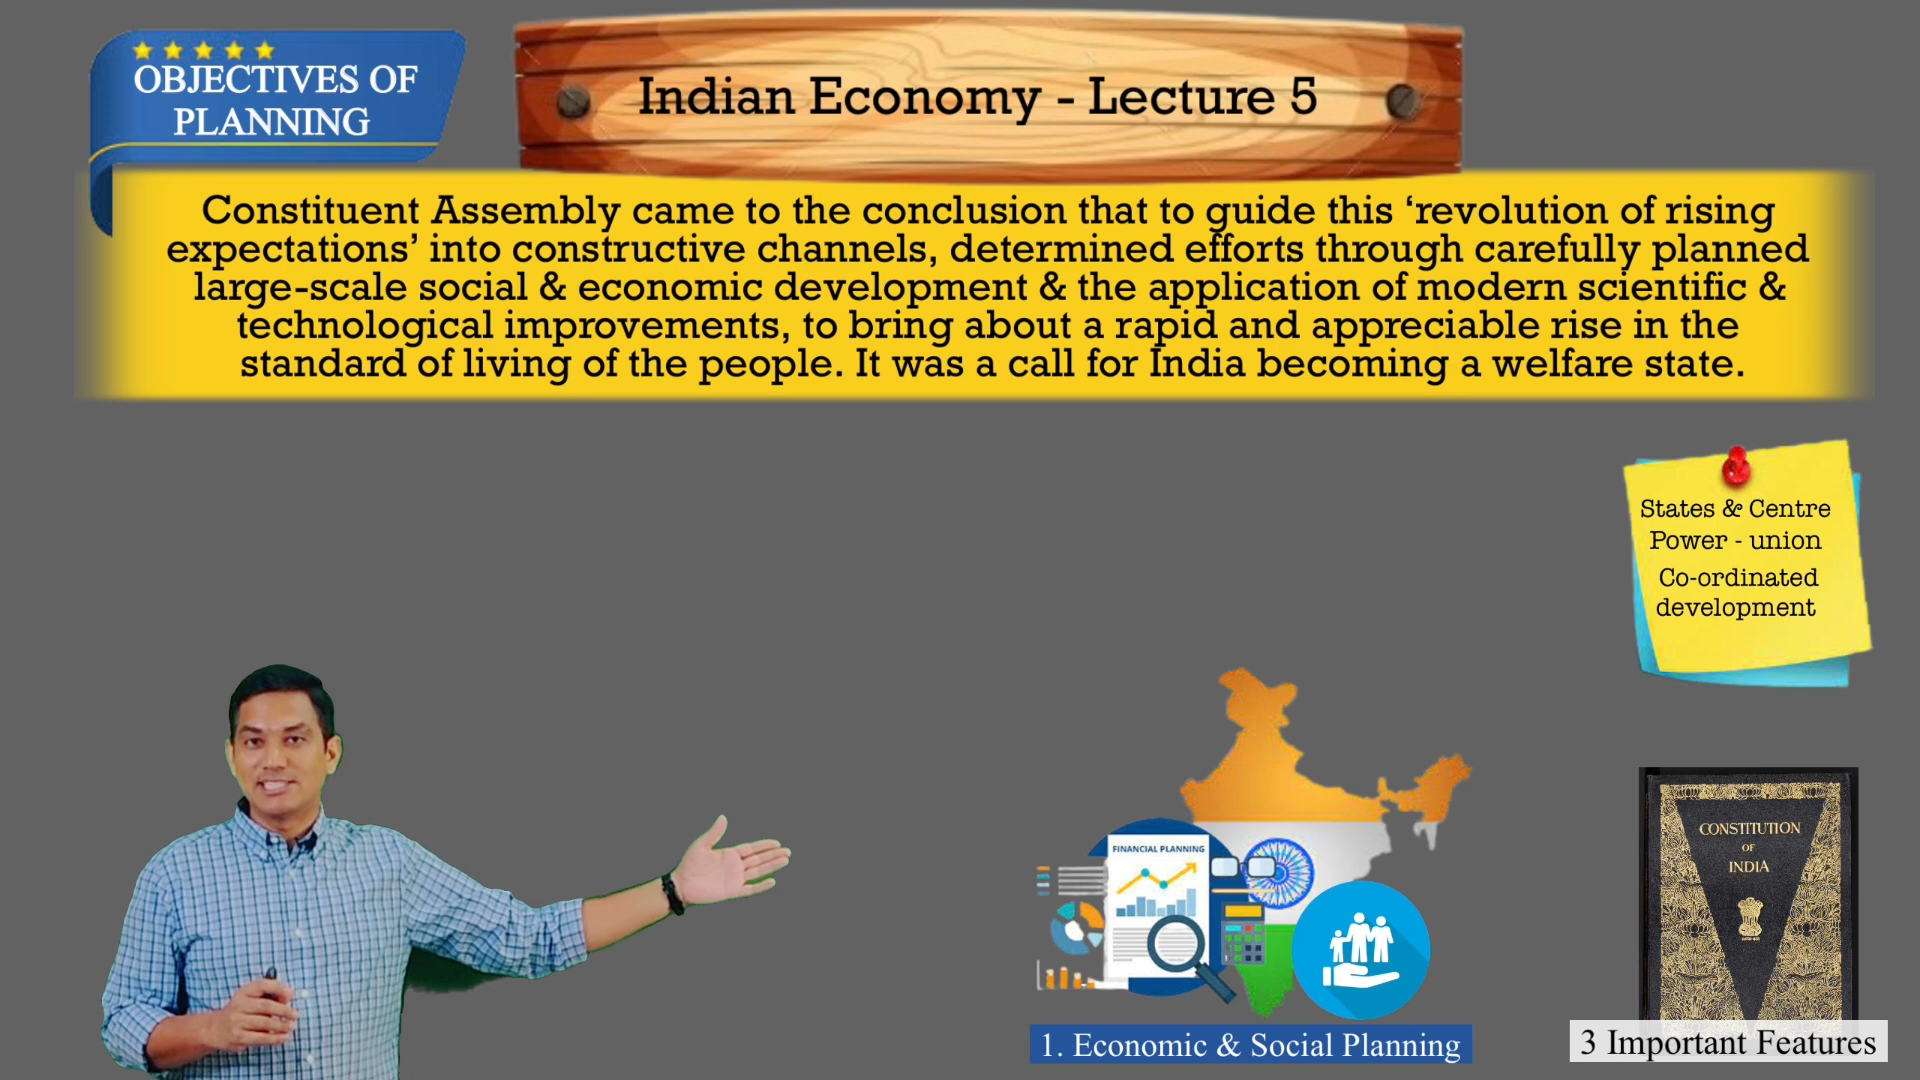 OBJECTIVES OF
PLANNING
Indian Economy - Lecture 5
Constituent Assembly came to the conclusion that to guide this ‘revolution of rising
expectations’ into constructive channels, determined efforts through carefully planned
large-scale social & economic development & the application of modern scientific &
technological improvements, to bring about a rapid and appreciable rise in the
standard of living of the people. It was a call for India becoming a welfare state.
States & Centre
Power - union
Co-ordinated
development
FINANCIAL PLANNING
CONSTITUTION
OF
INDIA
1. Economic & Social Planning
3 Important Features